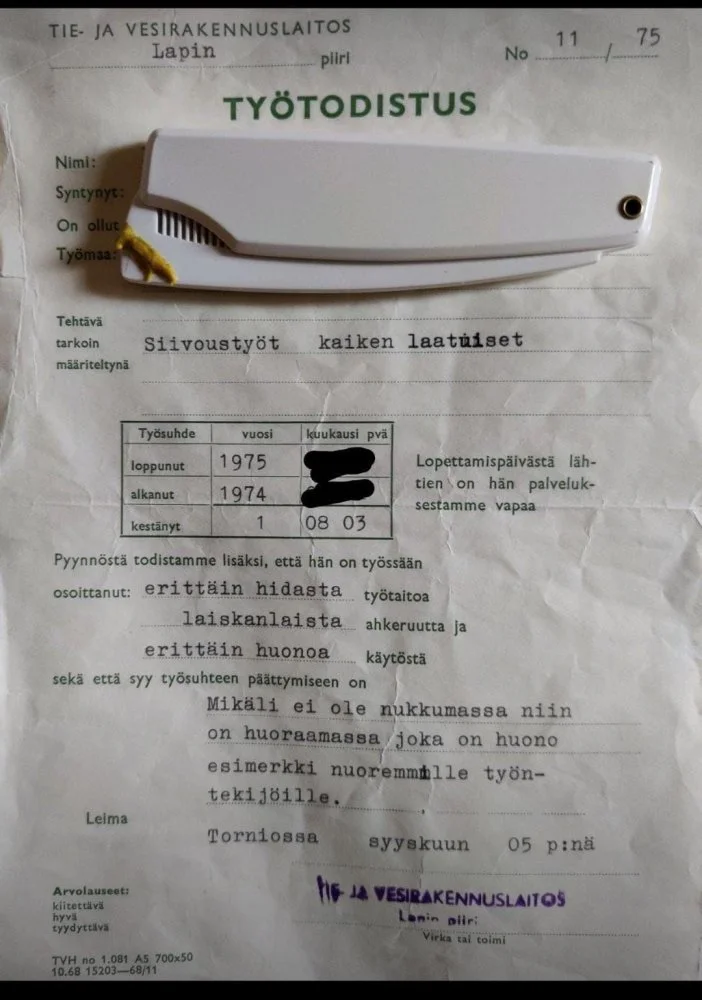 TIE- JA VESIRAKENNUSLAITOS
Lapin piiri
No 11 / 75
TYÖTODISTUS
Nimi:
Syntynyt:
On ollut
Työmaa:
Tehtävä
tarkoin
määriteltynä
Siivoustyöt kaiken laatuiset
Työsuhde vuosi kuukausi pvä
loppunut 1975
alkanut 1974
kestänyt 1 08 03
Lopettamispäivästä läh-
tien on hän palveluk-
sestamme vapaa
Pyynnöstä todistamme lisäksi, että hän on työssään
osoittanut: erittäin hidasta työtaitoa
laiskanlaista ahkeruutta ja
erittäin huonoa käytöstä
sekä että syy työsuhteen päättymiseen on
Mikäli ei ole nukkumassa niin
on huoraamassa joka on huono
esimerkki nuoremmille työn-
tekijöille.
Leima
Torniossa syyskuun 05 p:nä
TIE- JA VESIRAKENNUSLAITOS
Lapin piiri
Virka tai toimi
Arvolauseet:
kiitettävä
hyvä
tyydyttävä
TVH no 1.081 A5 700x50
10.68 15203—68/11